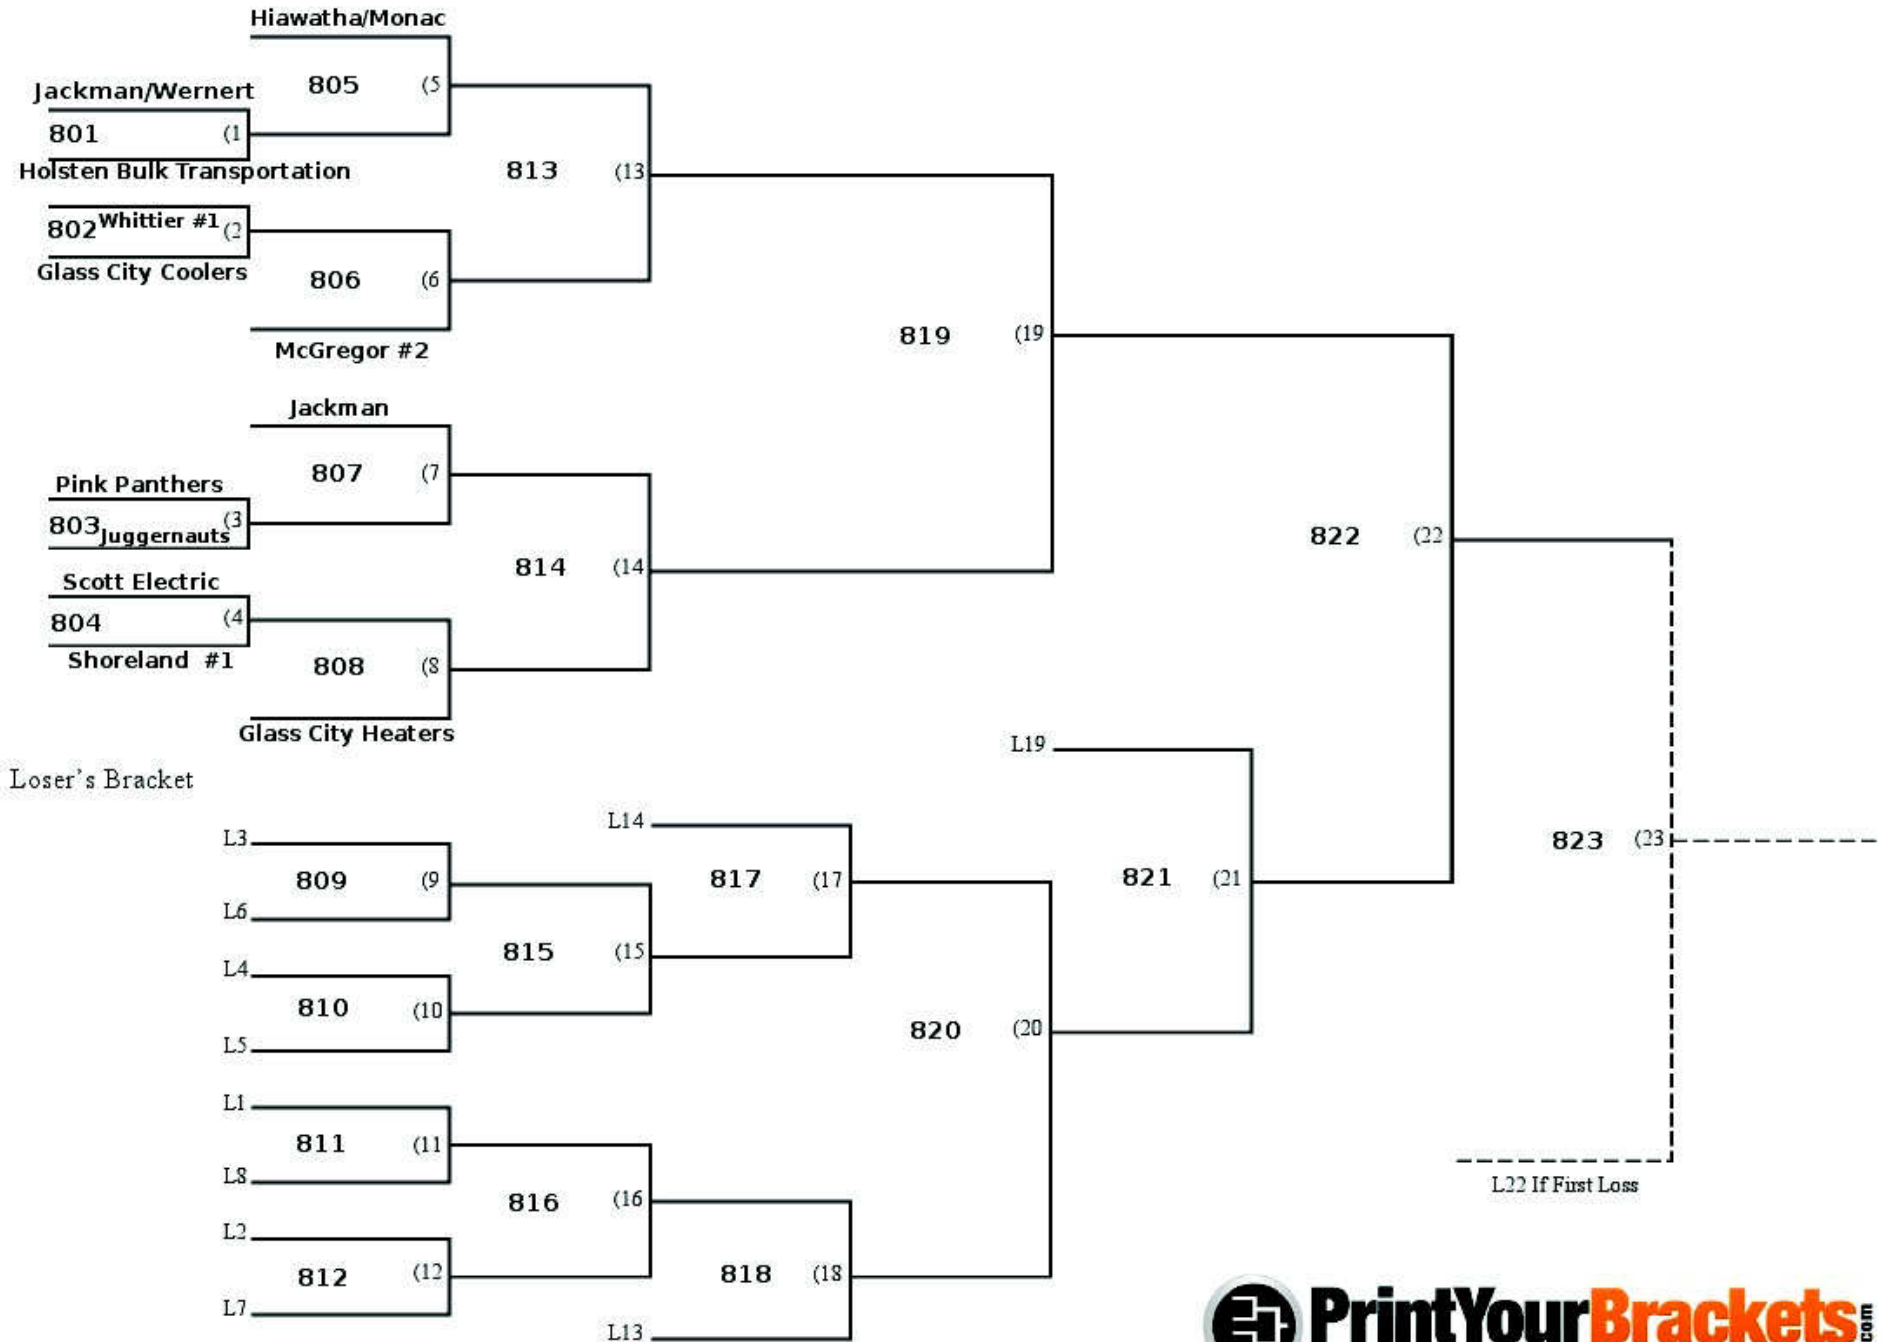 Hiawatha/Monac
805 (5
Jackman/Wernert
801 (1
Holsten Bulk Transportation
813 (13
802 Whittier #1 (2
Glass City Coolers
806 (6
McGregor #2
819 (19
Jackman
807 (7
Pink Panthers
803 Juggernauts (3
814 (14
822 (22
Scott Electric
804 (4
Shoreland #1
808 (8
Glass City Heaters
L19
Loser's Bracket
L14
L3
809 (9
817 (17
821 (21
823 (23
L6
815 (15
L4
810 (10
820 (20
L5
L1
811 (11
L8
L22 If First Loss
816 (16
L2
812 (12
818 (18
L7
L13
PrintYourBrackets.com